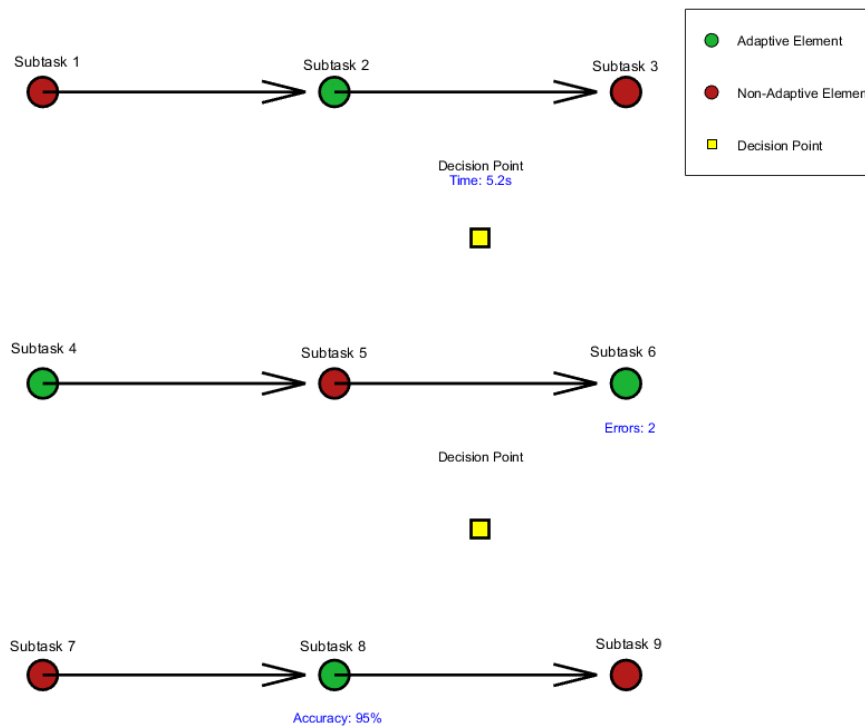 Subtask 1
Subtask 2
Subtask 3
Adaptive Element
Non-Adaptive Element
Decision Point
Decision Point
Time: 5.2s
Subtask 4
Subtask 5
Subtask 6
Errors: 2
Decision Point
Subtask 7
Subtask 8
Subtask 9
Accuracy: 95%